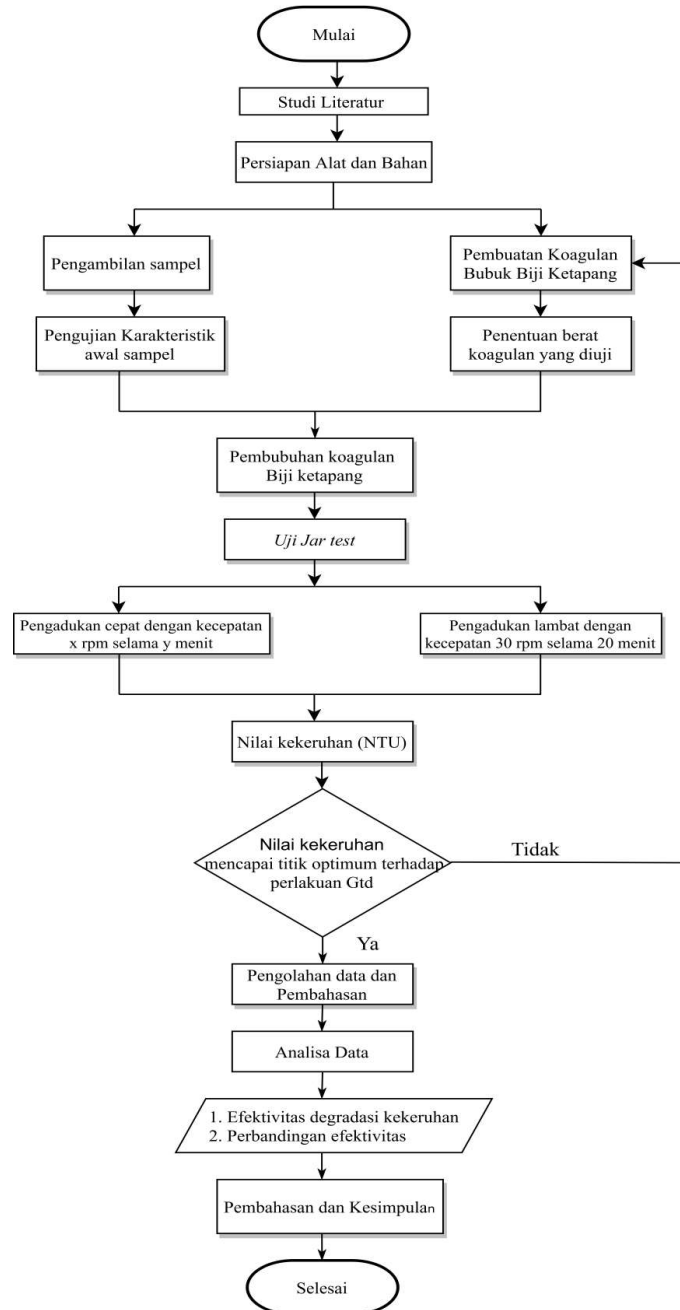 Mulai
Studi Literatur
Persiapan Alat dan Bahan
Pengambilan sampel
Pembuatan Koagulan
Bubuk Biji Ketapang
Pengujian Karakteristik
awal sampel
Penentuan berat
koagulan yang diuji
Pembubuhan koagulan
Biji ketapang
Uji Jar test
Pengadukan cepat dengan kecepatan
x rpm selama y menit
Pengadukan lambat dengan
kecepatan 30 rpm selama 20 menit
Nilai kekeruhan (NTU)
Nilai kekeruhan
mencapai titik optimum terhadap
perlakuan Gtd
Tidak
Ya
Pengolahan data dan
Pembahasan
Analisa Data
1. Efektivitas degradasi kekeruhan
2. Perbandingan efektivitas
Pembahasan dan Kesimpulan
Selesai